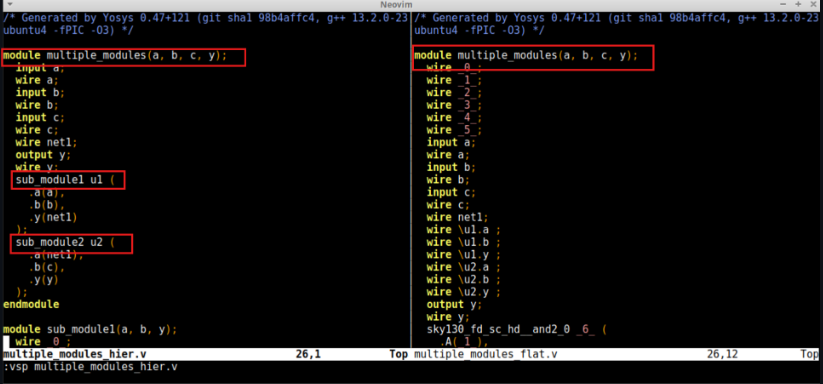 Neovim
/* Generated by Yosys 0.47+121 (git sha1 98b4affc4, g++ 13.2.0-23
ubuntu4 -fPIC -O3) */
module multiple_modules(a, b, c, y);
input a;
wire a;
input b;
wire b;
input c;
wire c;
wire net1;
output y;
wire y;
sub_module1 u1 (
.a(a),
.b(b),
.y(net1)
);
sub_module2 u2 (
.a(net1),
.b(c),
.y(y)
);
endmodule
module sub_module1(a, b, y);
wire _0_;
multiple_modules_hier.v 26,1 Top
/* Generated by Yosys 0.47+121 (git sha1 98b4affc4, g++ 13.2.0-23
ubuntu4 -fPIC -O3) */
module multiple_modules(a, b, c, y);
wire _0_;
wire _1_;
wire _2_;
wire _3_;
wire _4_;
wire _5_;
input a;
wire a;
input b;
wire b;
input c;
wire c;
wire net1;
wire \u1.a ;
wire \u1.b ;
wire \u1.y ;
wire \u2.a ;
wire \u2.b ;
wire \u2.y ;
output y;
wire y;
sky130_fd_sc_hd__and2_0 _6_ (
.A(_1_),
multiple_modules_flat.v 26,12 Top
:vsp multiple_modules_hier.v